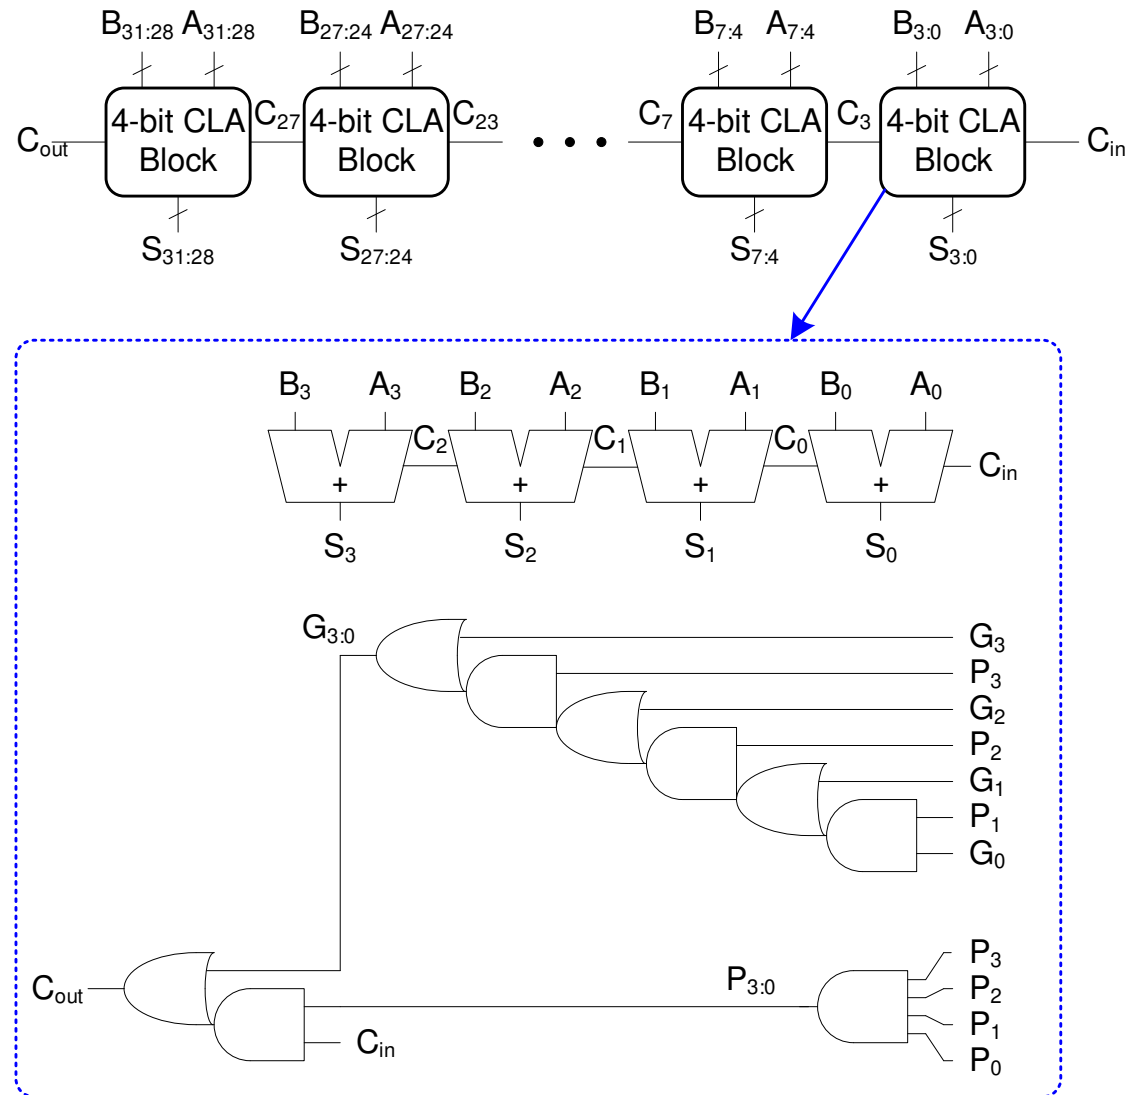 B31:28 A31:28 B27:24 A27:24 B7:4 A7:4 B3:0 A3:0
4-bit CLA Block C27 4-bit CLA Block C23 C7 4-bit CLA Block C3 4-bit CLA Block
Cout Cin
S31:28 S27:24 S7:4 S3:0
B3 A3 B2 A2 B1 A1 B0 A0
C2 C1 C0 Cin
+ + + +
S3 S2 S1 S0
G3:0 G3
P3
G2
P2
G1
P1
G0
P3:0 P3
Cout P2
Cin P1
P0